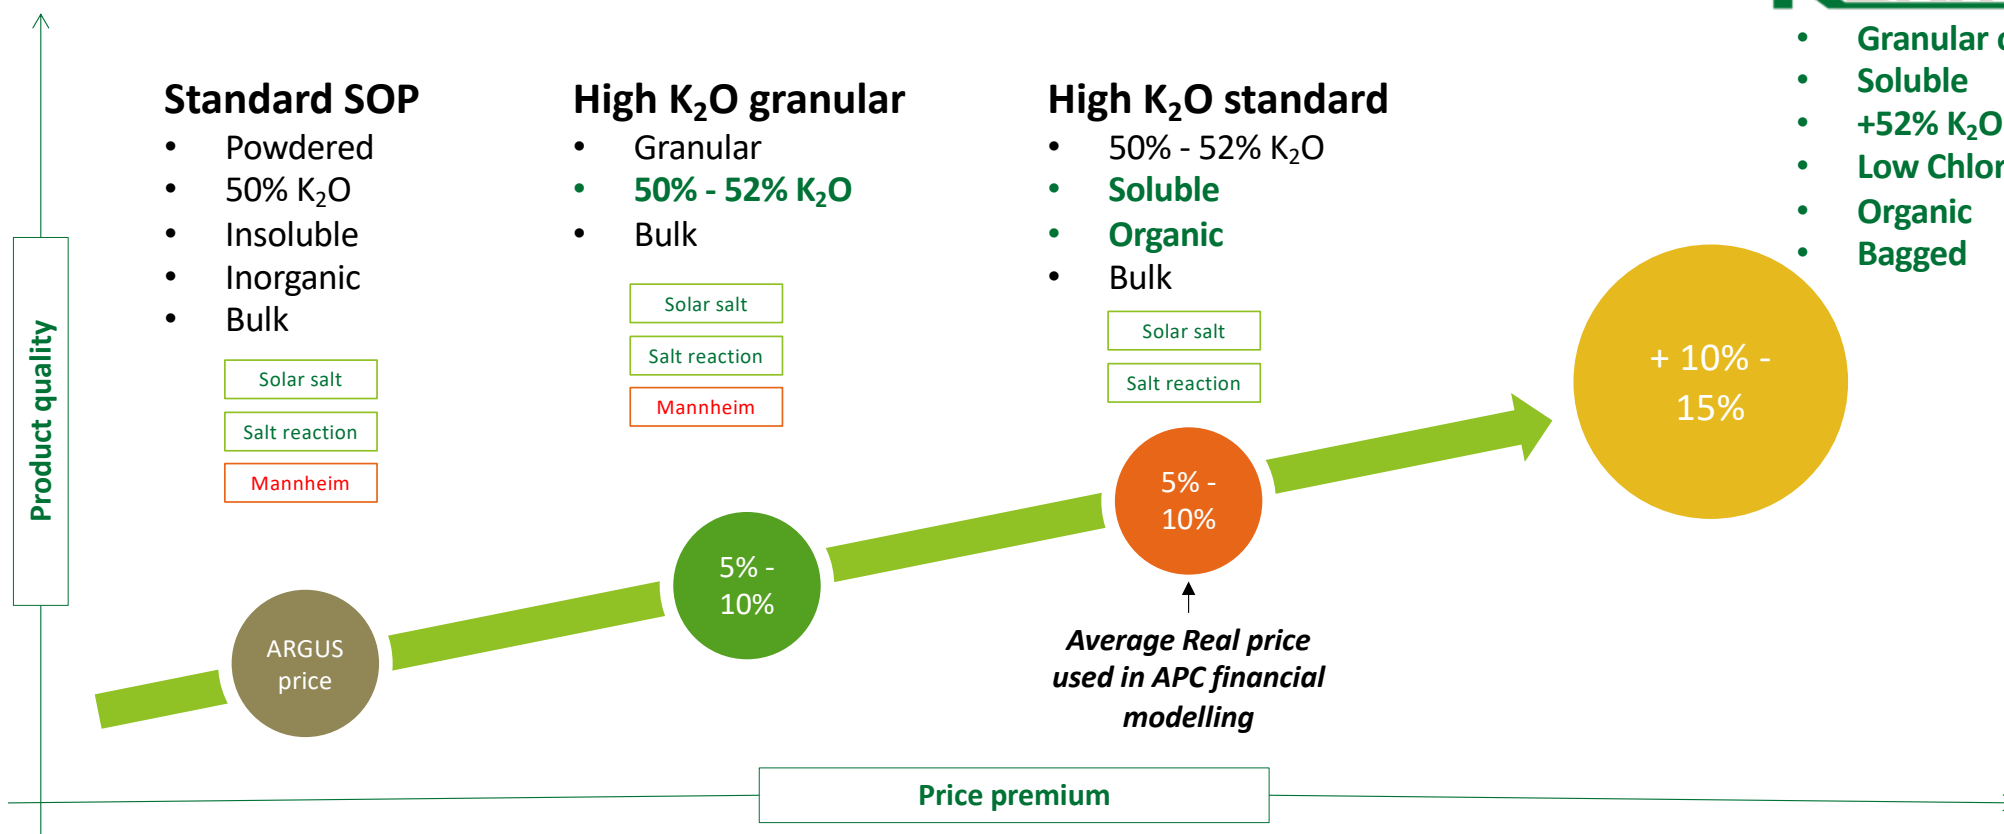 Standard SOP
• Powdered
• 50% K₂O
• Insoluble
• Inorganic
• Bulk
Solar salt
Salt reaction
Mannheim
High K₂O granular
• Granular
• 50% - 52% K₂O
• Bulk
Solar salt
Salt reaction
Mannheim
High K₂O standard
• 50% - 52% K₂O
• Soluble
• Organic
• Bulk
Solar salt
Salt reaction
• Granular
• Soluble
• +52% K₂O
• Low
• Organic
• Bagged
Product quality
ARGUS
price
5% -
10%
5% -
10%
+ 10% -
15%
Average Real price
used in APC financial
modelling
Price premium